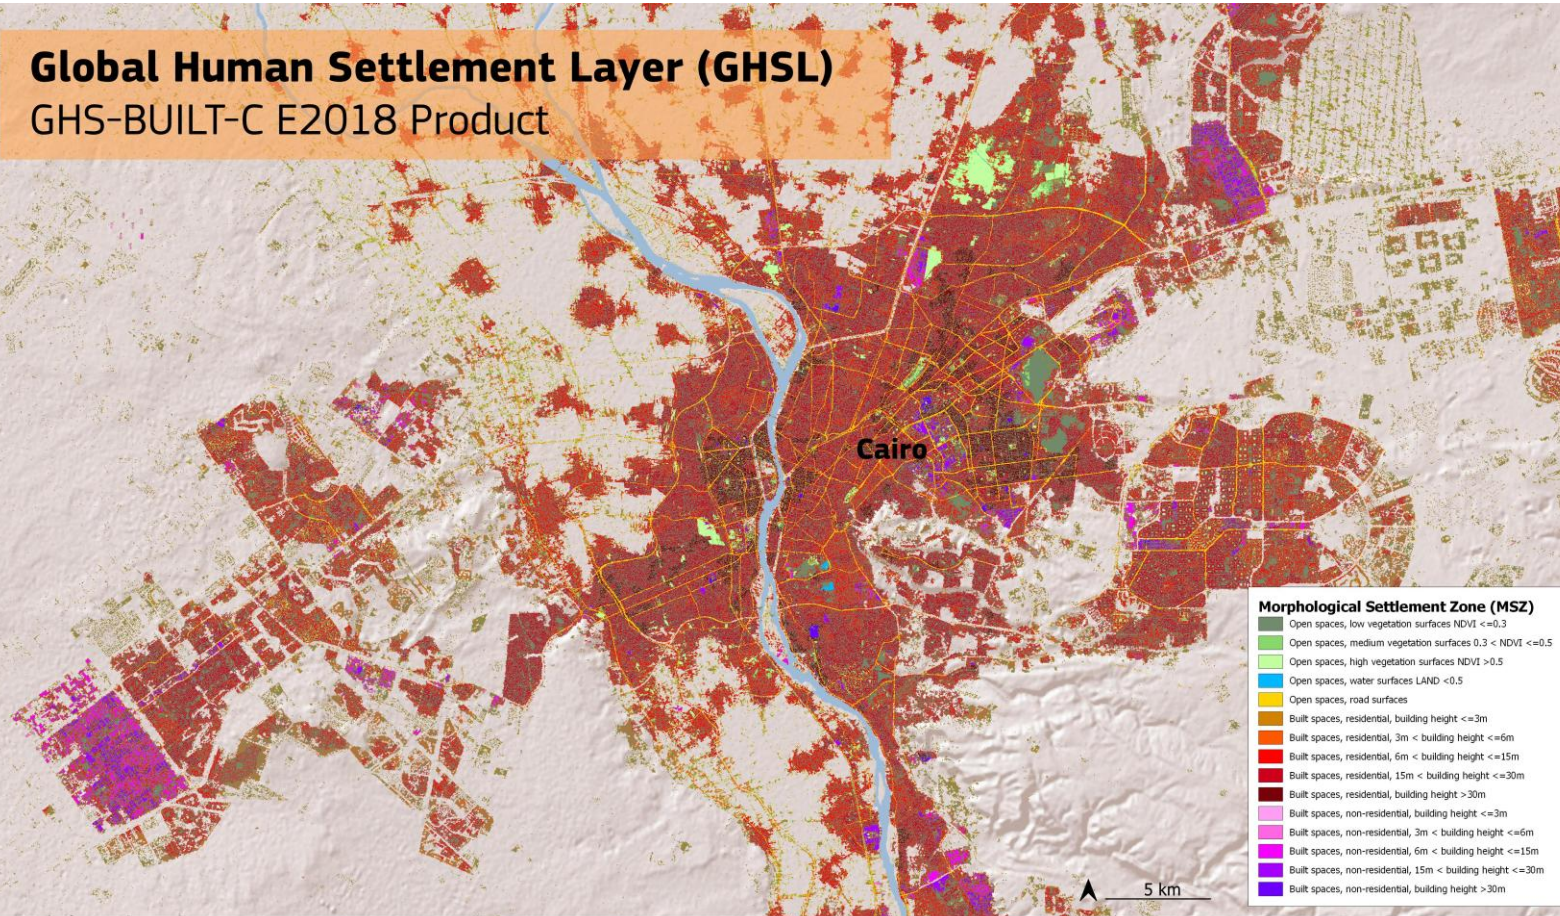 Global Human Settlement Layer (GHSL)
GHS-BUILT-C E2018 Product
Cairo
Morphological Settlement Zone (MSZ)
Open spaces, low vegetation surfaces NDVI <=0.3
Open spaces, medium vegetation surfaces 0.3 < NDVI <=0.5
Open spaces, high vegetation surfaces NDVI >0.5
Open spaces, water surfaces LAND <0.5
Open spaces, road surfaces
Built spaces, residential, building height <=3m
Built spaces, residential, 3m < building height <=6m
Built spaces, residential, 6m < building height <=15m
Built spaces, residential, 15m < building height <=30m
Built spaces, residential, building height >30m
Built spaces, non-residential, building height <=3m
Built spaces, non-residential, 3m < building height <=6m
Built spaces, non-residential, 6m < building height <=15m
Built spaces, non-residential, 15m < building height <=30m
Built spaces, non-residential, building height >30m
5 km